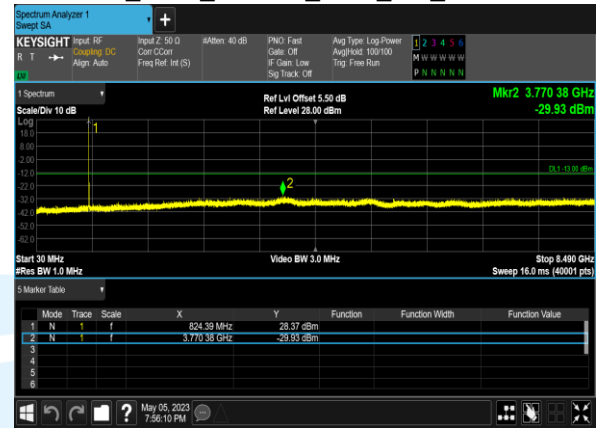 Spectrum Analyzer 1
Swept SA
KEYSIGHT Input: RF Input Z: 50 Ω #Atten: 40 dB PNO: Fast Avg Type: Log-Power 1 2 3 4 5 6
R T Coupling: DC Corr CCorr Gate: Off Avg|Hold: 100/100 M W W W W W
Align: Auto Freq Ref: Int (S) IF Gain: Low Trig: Free Run
Sig Track: Off P N N N N N
1 Spectrum Ref Lvl Offset 5.50 dB Mkr2 3.770 38 GHz
Scale/Div 10 dB Ref Level 28.00 dBm -29.93 dBm
Log 1
18.0
8.00
-2.00
-12.0 DL1 -13.00 dBm
-22.0 2
-32.0
-42.0
-52.0
-62.0
Start 30 MHz Video BW 3.0 MHz Stop 8.490 GHz
#Res BW 1.0 MHz Sweep 16.0 ms (40001 pts)
5 Marker Table
Mode Trace Scale X Y Function Function Width Function Value
1 N 1 f 824.39 MHz 28.37 dBm
2 N 1 f 3.770 38 GHz -29.93 dBm
3
4
5
6
? May 05, 2023
7:56:10 PM